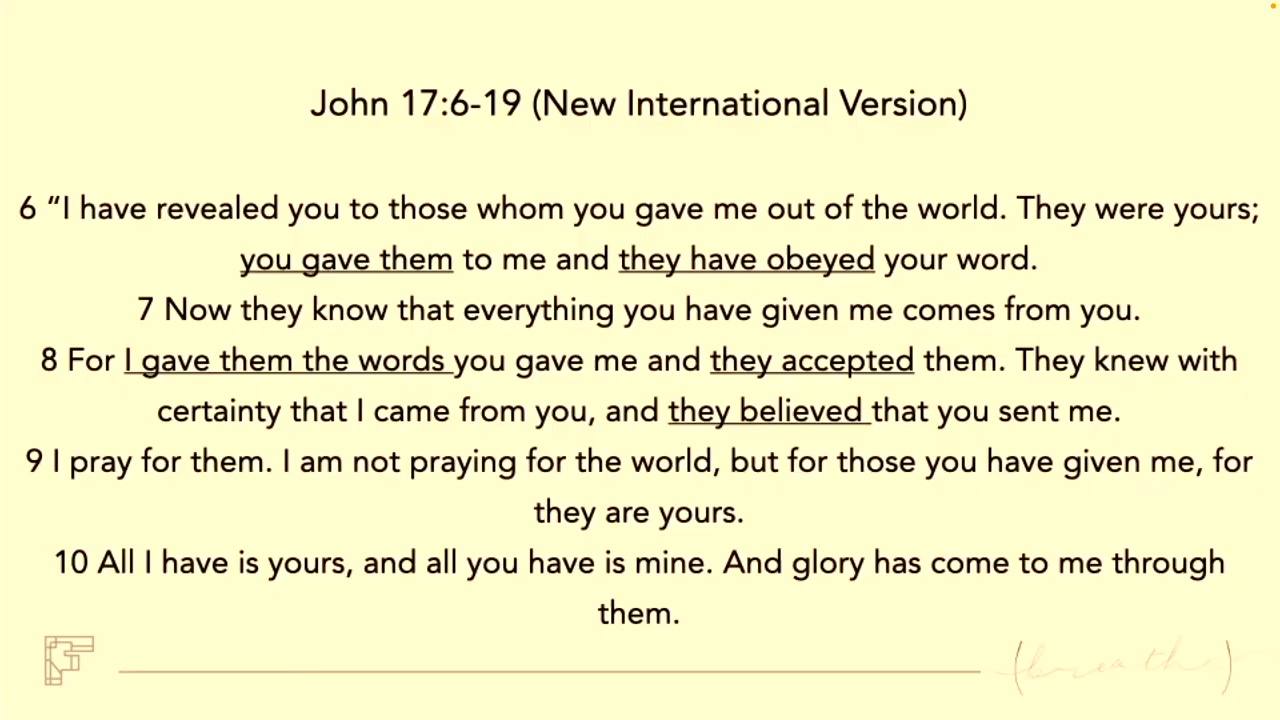 John 17:6-19 (New International Version)
6 “I have revealed you to those whom you gave me out of the world. They were yours;
you gave them to me and they have obeyed your word.
7 Now they know that everything you have given me comes from you.
8 For I gave them the words you gave me and they accepted them. They knew with
certainty that I came from you, and they believed that you sent me.
9 I pray for them. I am not praying for the world, but for those you have given me, for
they are yours.
10 All I have is yours, and all you have is mine. And glory has come to me through
them.
(breathe)